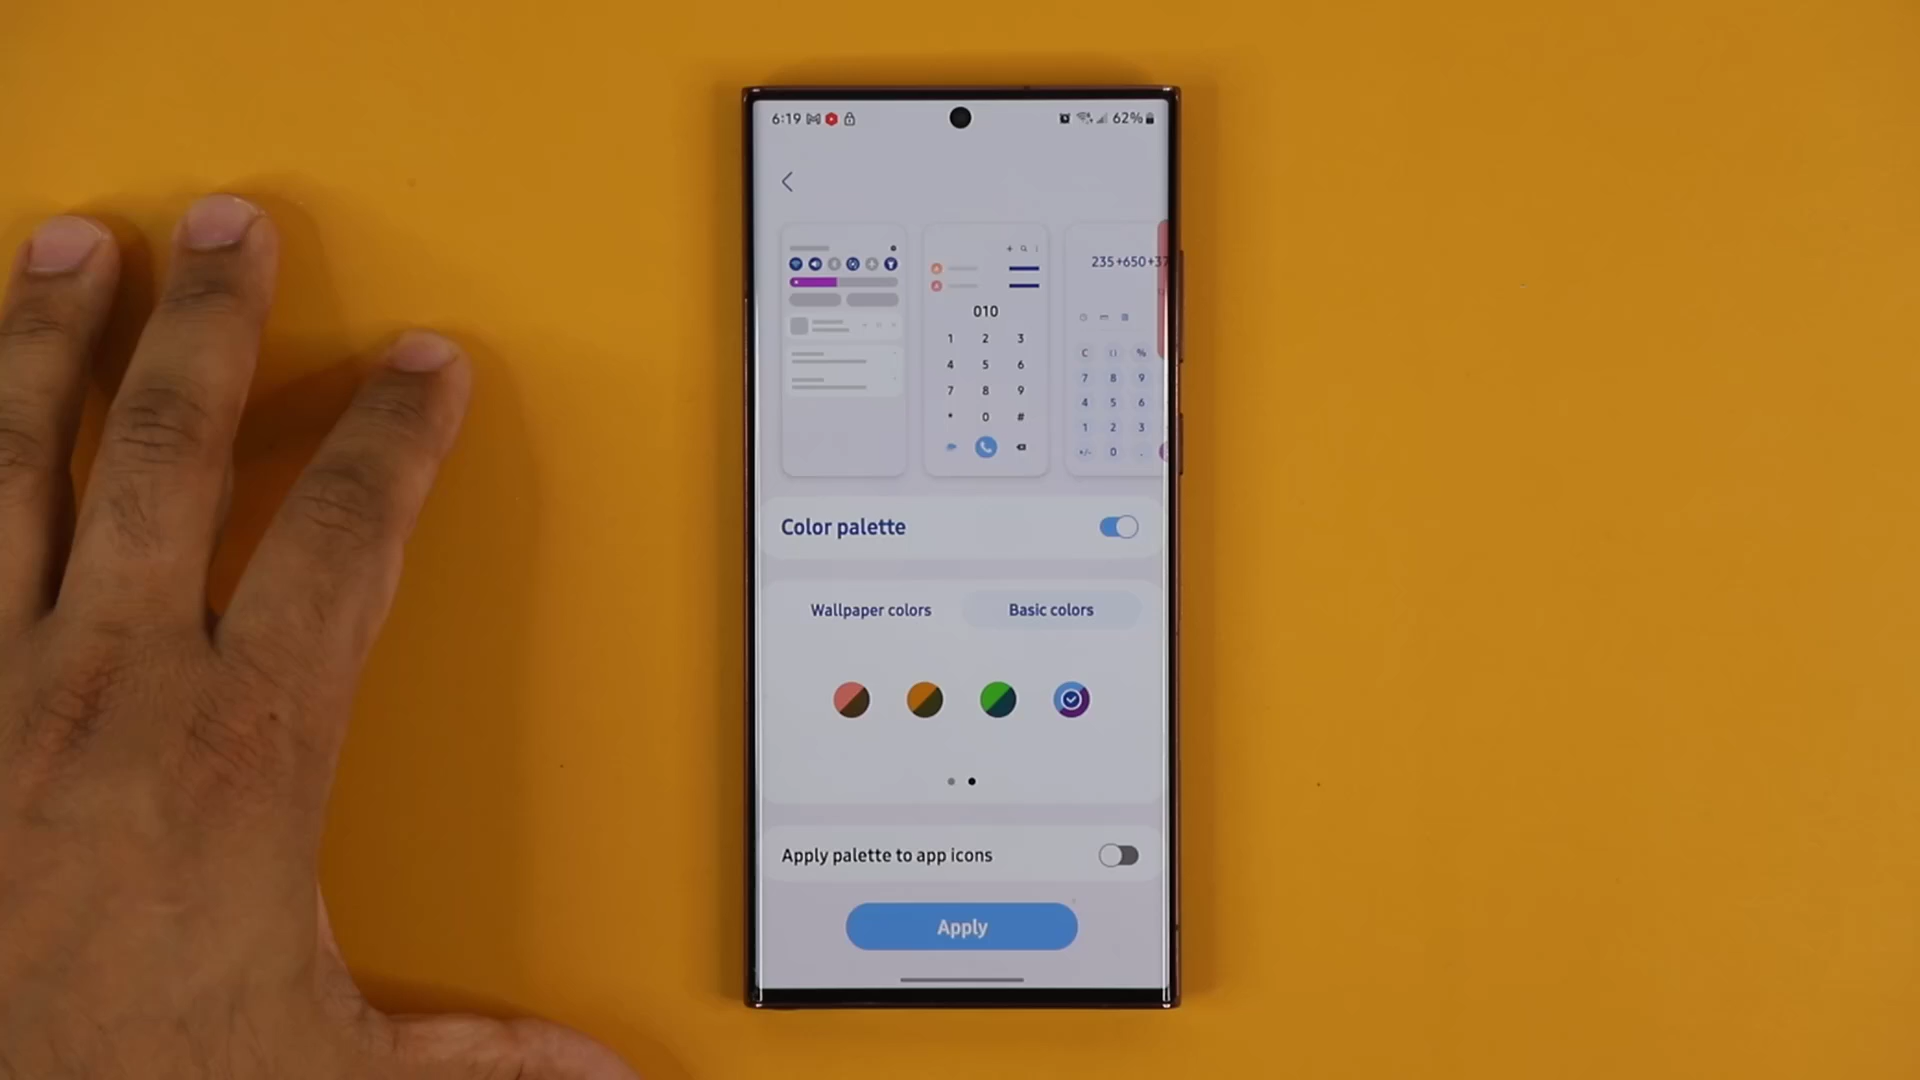 6:19 62%
235+650+37
010
1 2 3
4 5 6
7 8 9
* 0 #
C () %
7 8 9
4 5 6
1 2 3
+/- 0 .
Color palette
Wallpaper colors Basic colors
Apply palette to app icons
Apply